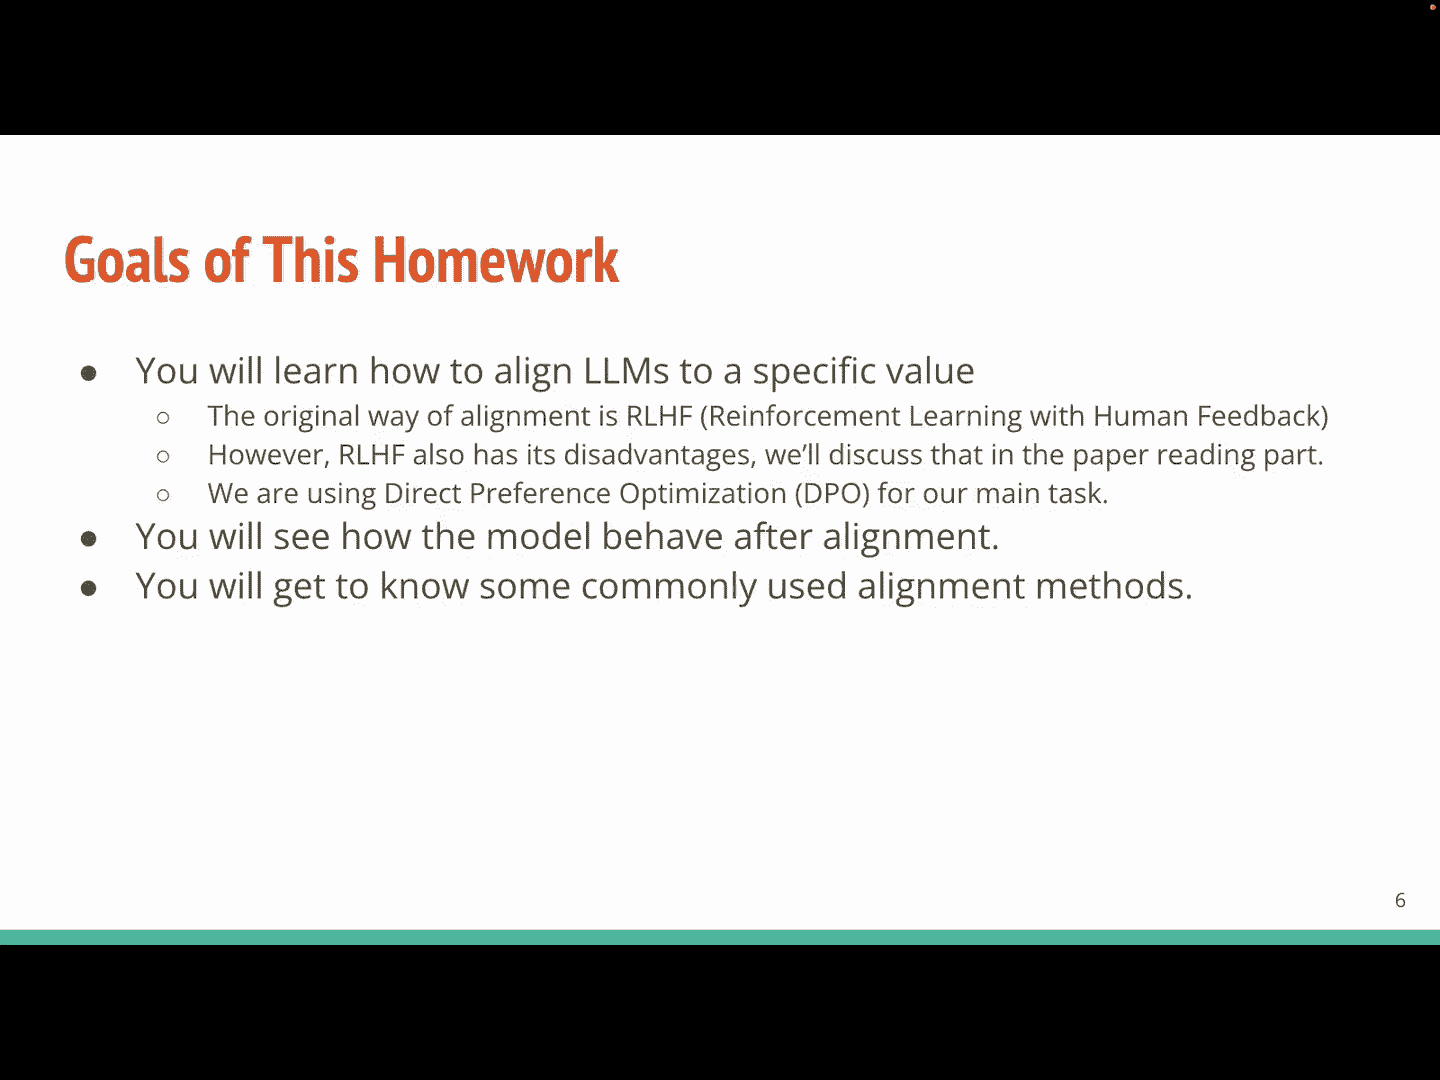 Goals of This Homework
● You will learn how to align LLMs to a specific value
○ The original way of alignment is RLHF (Reinforcement Learning with Human Feedback)
○ However, RLHF also has its disadvantages, we’ll discuss that in the paper reading part.
○ We are using Direct Preference Optimization (DPO) for our main task.
● You will see how the model behave after alignment.
● You will get to know some commonly used alignment methods.
6